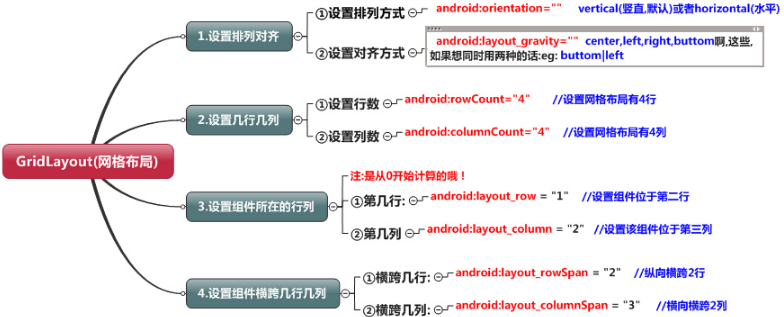 GridLayout(网格布局)
1.设置排列对齐
①设置排列方式 android:orientation="" vertical(竖直,默认)或者horizontal(水平)
②设置对齐方式 android:layout_gravity="" center,left,right,buttom啊,这些,
如果想同时用两种的话:eg: buttom|left
2.设置几行几列
①设置行数 android:rowCount="4" //设置网格布局有4行
②设置列数 android:columnCount="4" //设置网格布局有4列
3.设置组件所在的行列
注:是从0开始计算的哦！
①第几行: android:layout_row = "1" //设置组件位于第二行
②第几列 android:layout_column = "2" //设置该组件位于第三列
4.设置组件横跨几行几列
①横跨几行: android:layout_rowSpan = "2" //纵向横跨2行
②横跨几列: android:layout_columnSpan = "3" //横向横跨2列